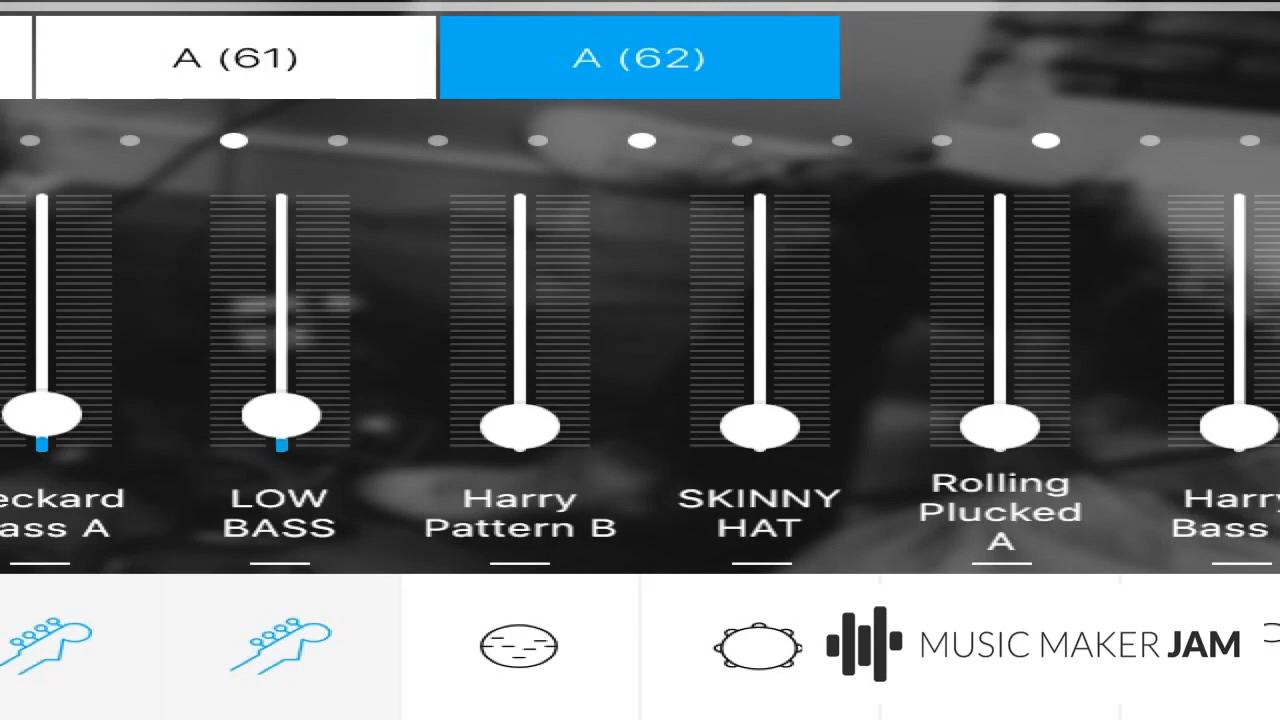 A (61)
A (62)
eckard
ass A
LOW
BASS
Harry
Pattern B
SKINNY
HAT
Rolling
Plucked
A
Harry
Bass
MUSIC MAKER JAM